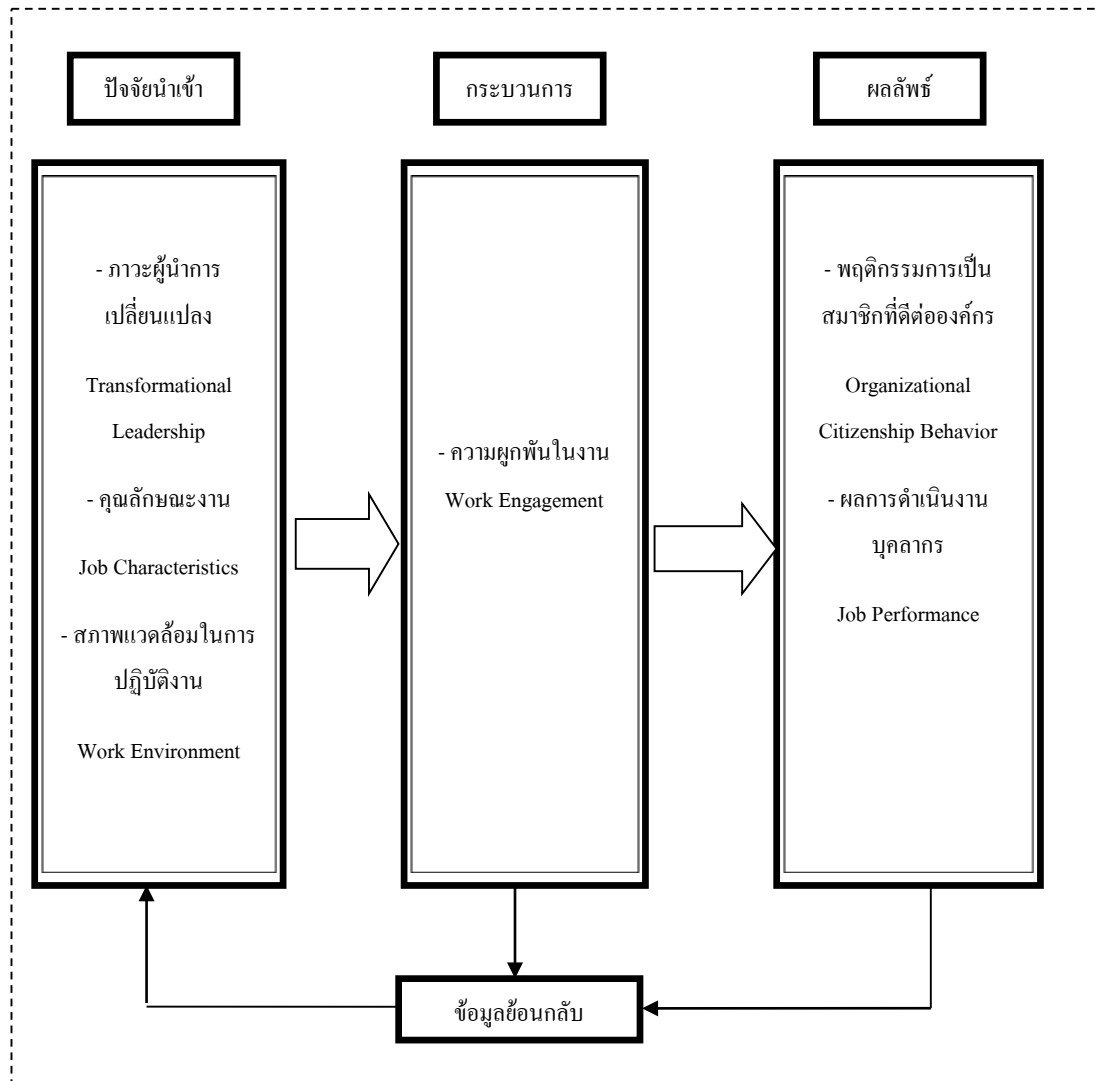 ปัจจัยนำเข้า
กระบวนการ
ผลลัพธ์
- ภาวะผู้นำการ
เปลี่ยนแปลง
Transformational
Leadership
- คุณลักษณะงาน
Job Characteristics
- สภาพแวดล้อมในการ
ปฏิบัติงาน
Work Environment
- ความผูกพันในงาน
Work Engagement
- พฤติกรรมการเป็น
สมาชิกที่ดีต่อองค์กร
Organizational
Citizenship Behavior
- ผลการดำเนินงาน
บุคลากร
Job Performance
ข้อมูลย้อนกลับ